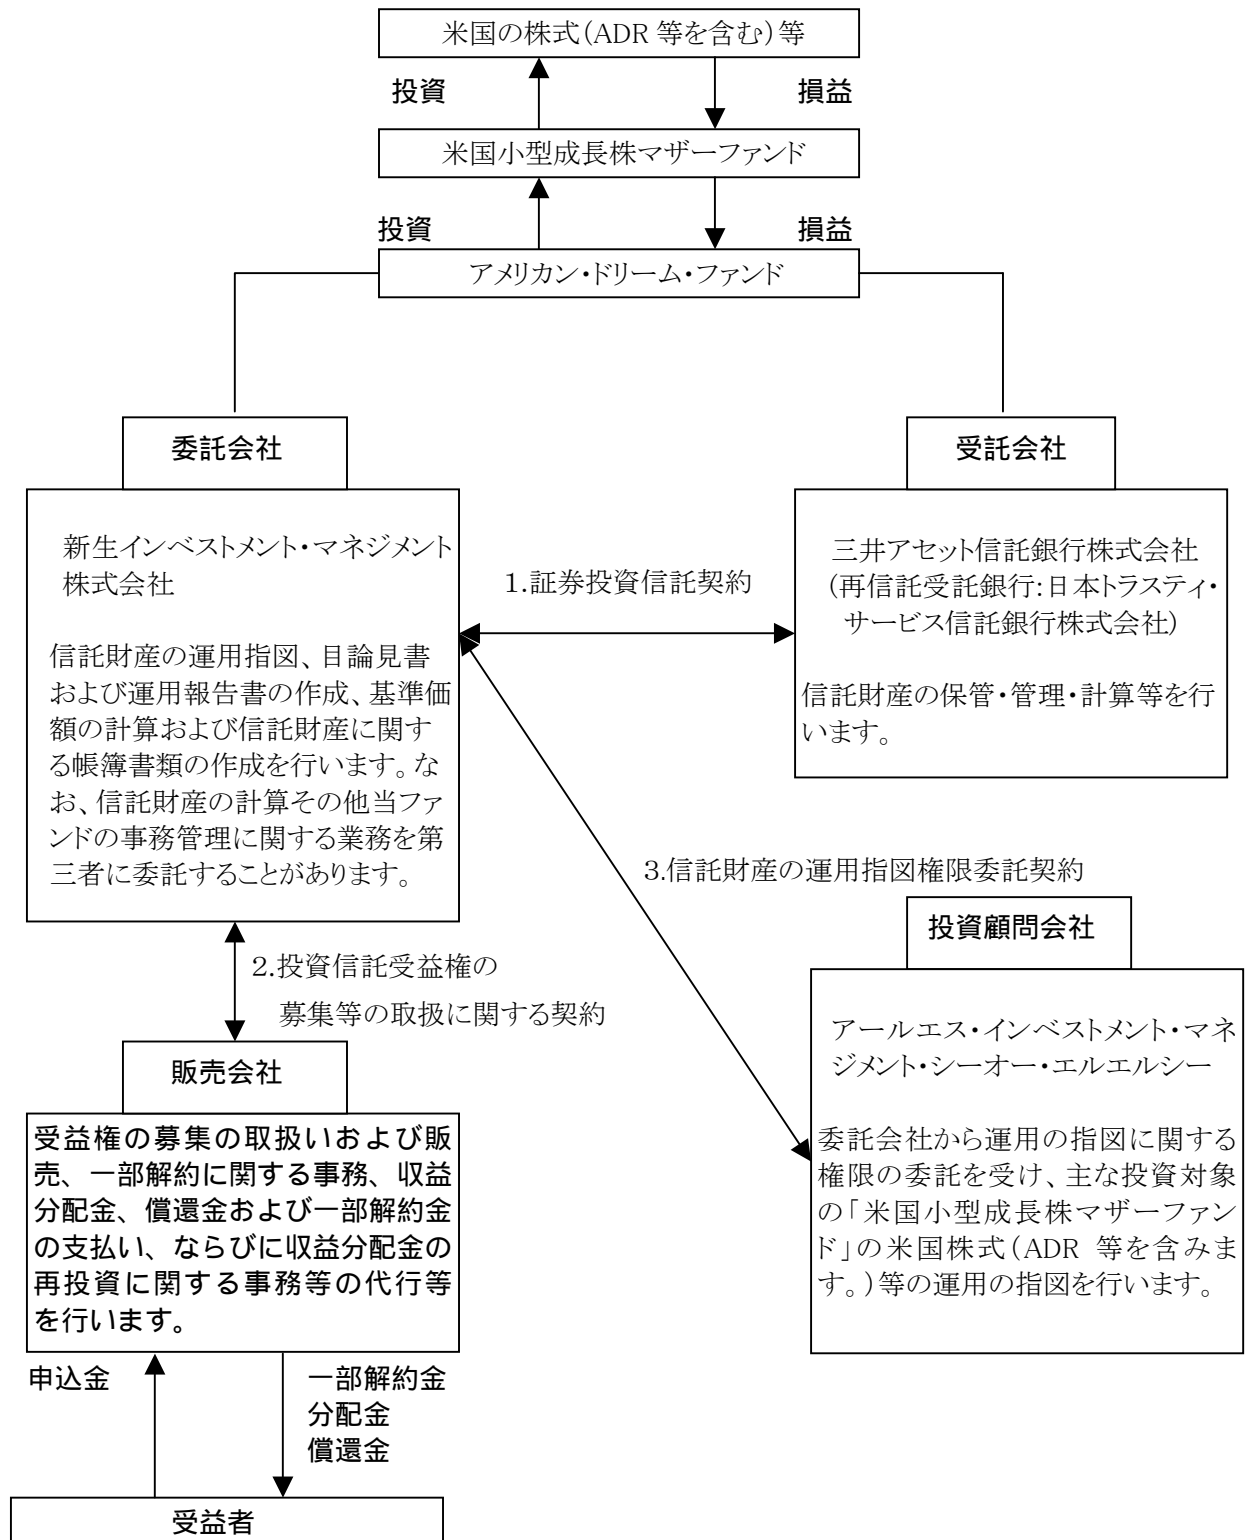 米国の株式(ADR 等を含む)等
投資
損益
米国小型成長株マザーファンド
投資
損益
アメリカン・ドリーム・ファンド
委託会社
新生インベストメント・マネジメント
株式会社
信託財産の運用指図、目論見書
および運用報告書の作成、基準価
額の計算および信託財産に関す
る帳簿書類の作成を行います。な
お、信託財産の計算その他当ファ
ンドの事務管理に関する業務を第
三者に委託することがあります。
1.証券投資信託契約
受託会社
三井アセット信託銀行株式会社
(再信託受託銀行:日本トラスティ・
サービス信託銀行株式会社)
信託財産の保管・管理・計算等を行
います。
3.信託財産の運用指図権限委託契約
投資顧問会社
アールエス・インベストメント・マネ
ジメント・シーオー・エルエルシー
委託会社から運用の指図に関する
権限の委託を受け、主な投資対象
の「米国小型成長株マザーファン
ド」の米国株式(ADR 等を含みま
す。)等の運用の指図を行います。
2.投資信託受益権の
募集等の取扱に関する契約
販売会社
受益権の募集の取扱いおよび販
売、一部解約に関する事務、収益
分配金、償還金および一部解約金
の支払い、ならびに収益分配金の
再投資に関する事務等の代行等
を行います。
申込金
一部解約金
分配金
償還金
受益者